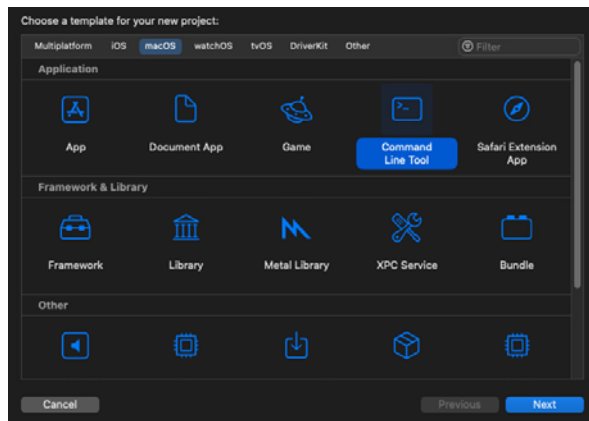 Choose a template for your new project:
Multiplatform iOS macOS watchOS tvOS DriverKit Other Filter
Application
App Document App Game Command Line Tool Safari Extension App
Framework & Library
Framework Library Metal Library XPC Service Bundle
Other
Cancel Previous Next